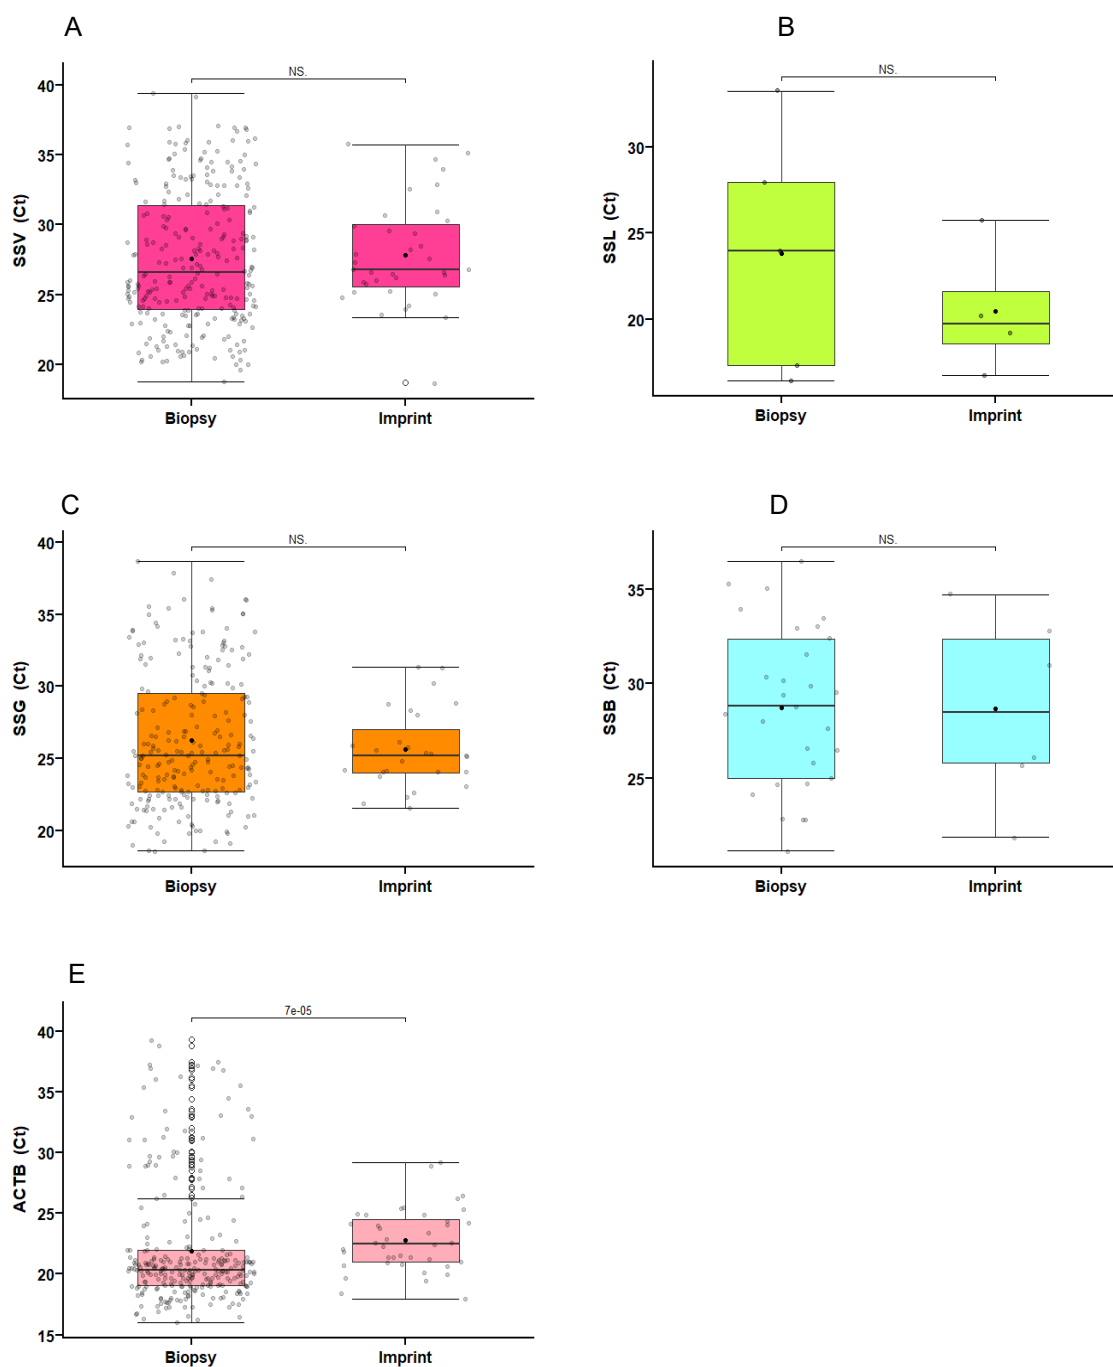 A
B
NS.
NS.
SSV (Ct)
40
35
30
25
20
Biopsy
Imprint
SSL (Ct)
30
25
20
Biopsy
Imprint
C
D
NS.
NS.
SSG (Ct)
40
35
30
25
20
Biopsy
Imprint
SSB (Ct)
35
30
25
Biopsy
Imprint
E
7e-05
ACTB (Ct)
40
35
30
25
20
15
Biopsy
Imprint